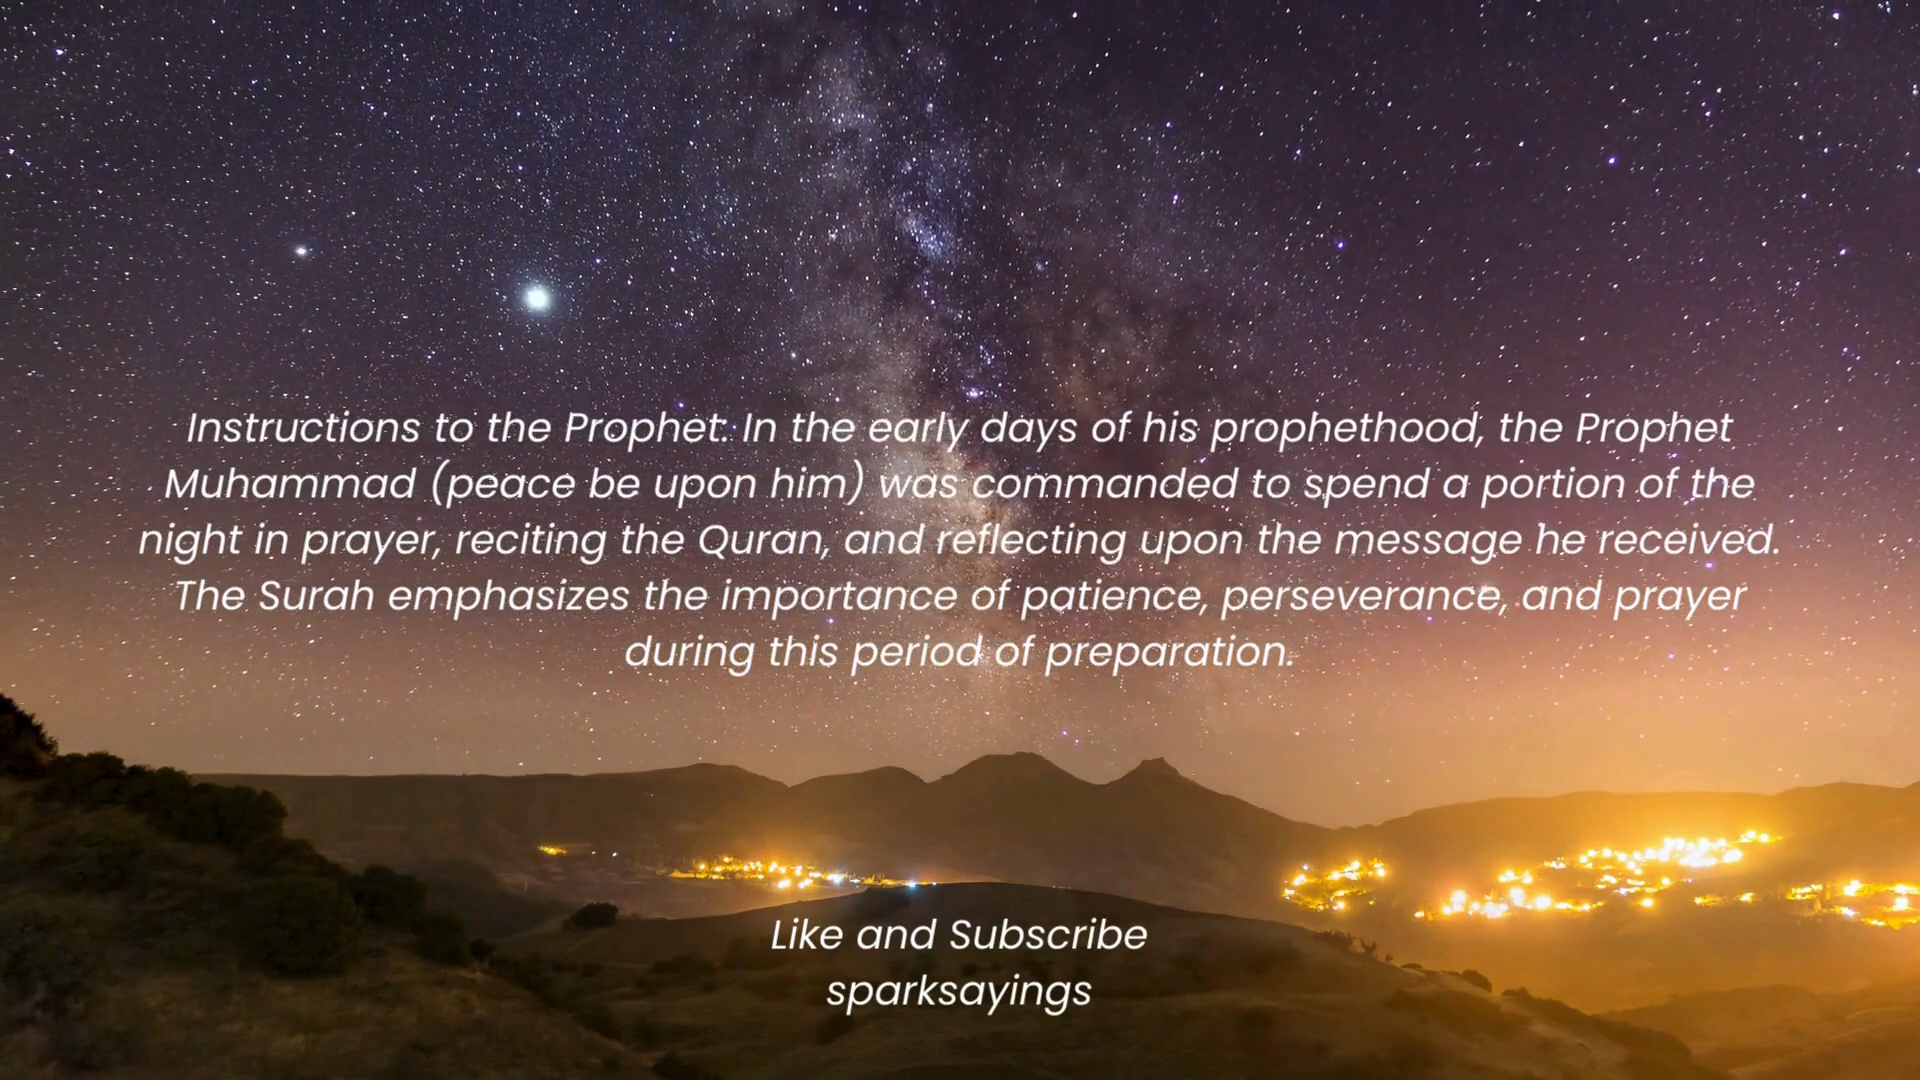 Instructions to the Prophet: In the early days of his prophethood, the Prophet
Muhammad (peace be upon him) was commanded to spend a portion of the
night in prayer, reciting the Quran, and reflecting upon the message he received.
The Surah emphasizes the importance of patience, perseverance, and prayer
during this period of preparation.
Like and Subscribe
sparksayings